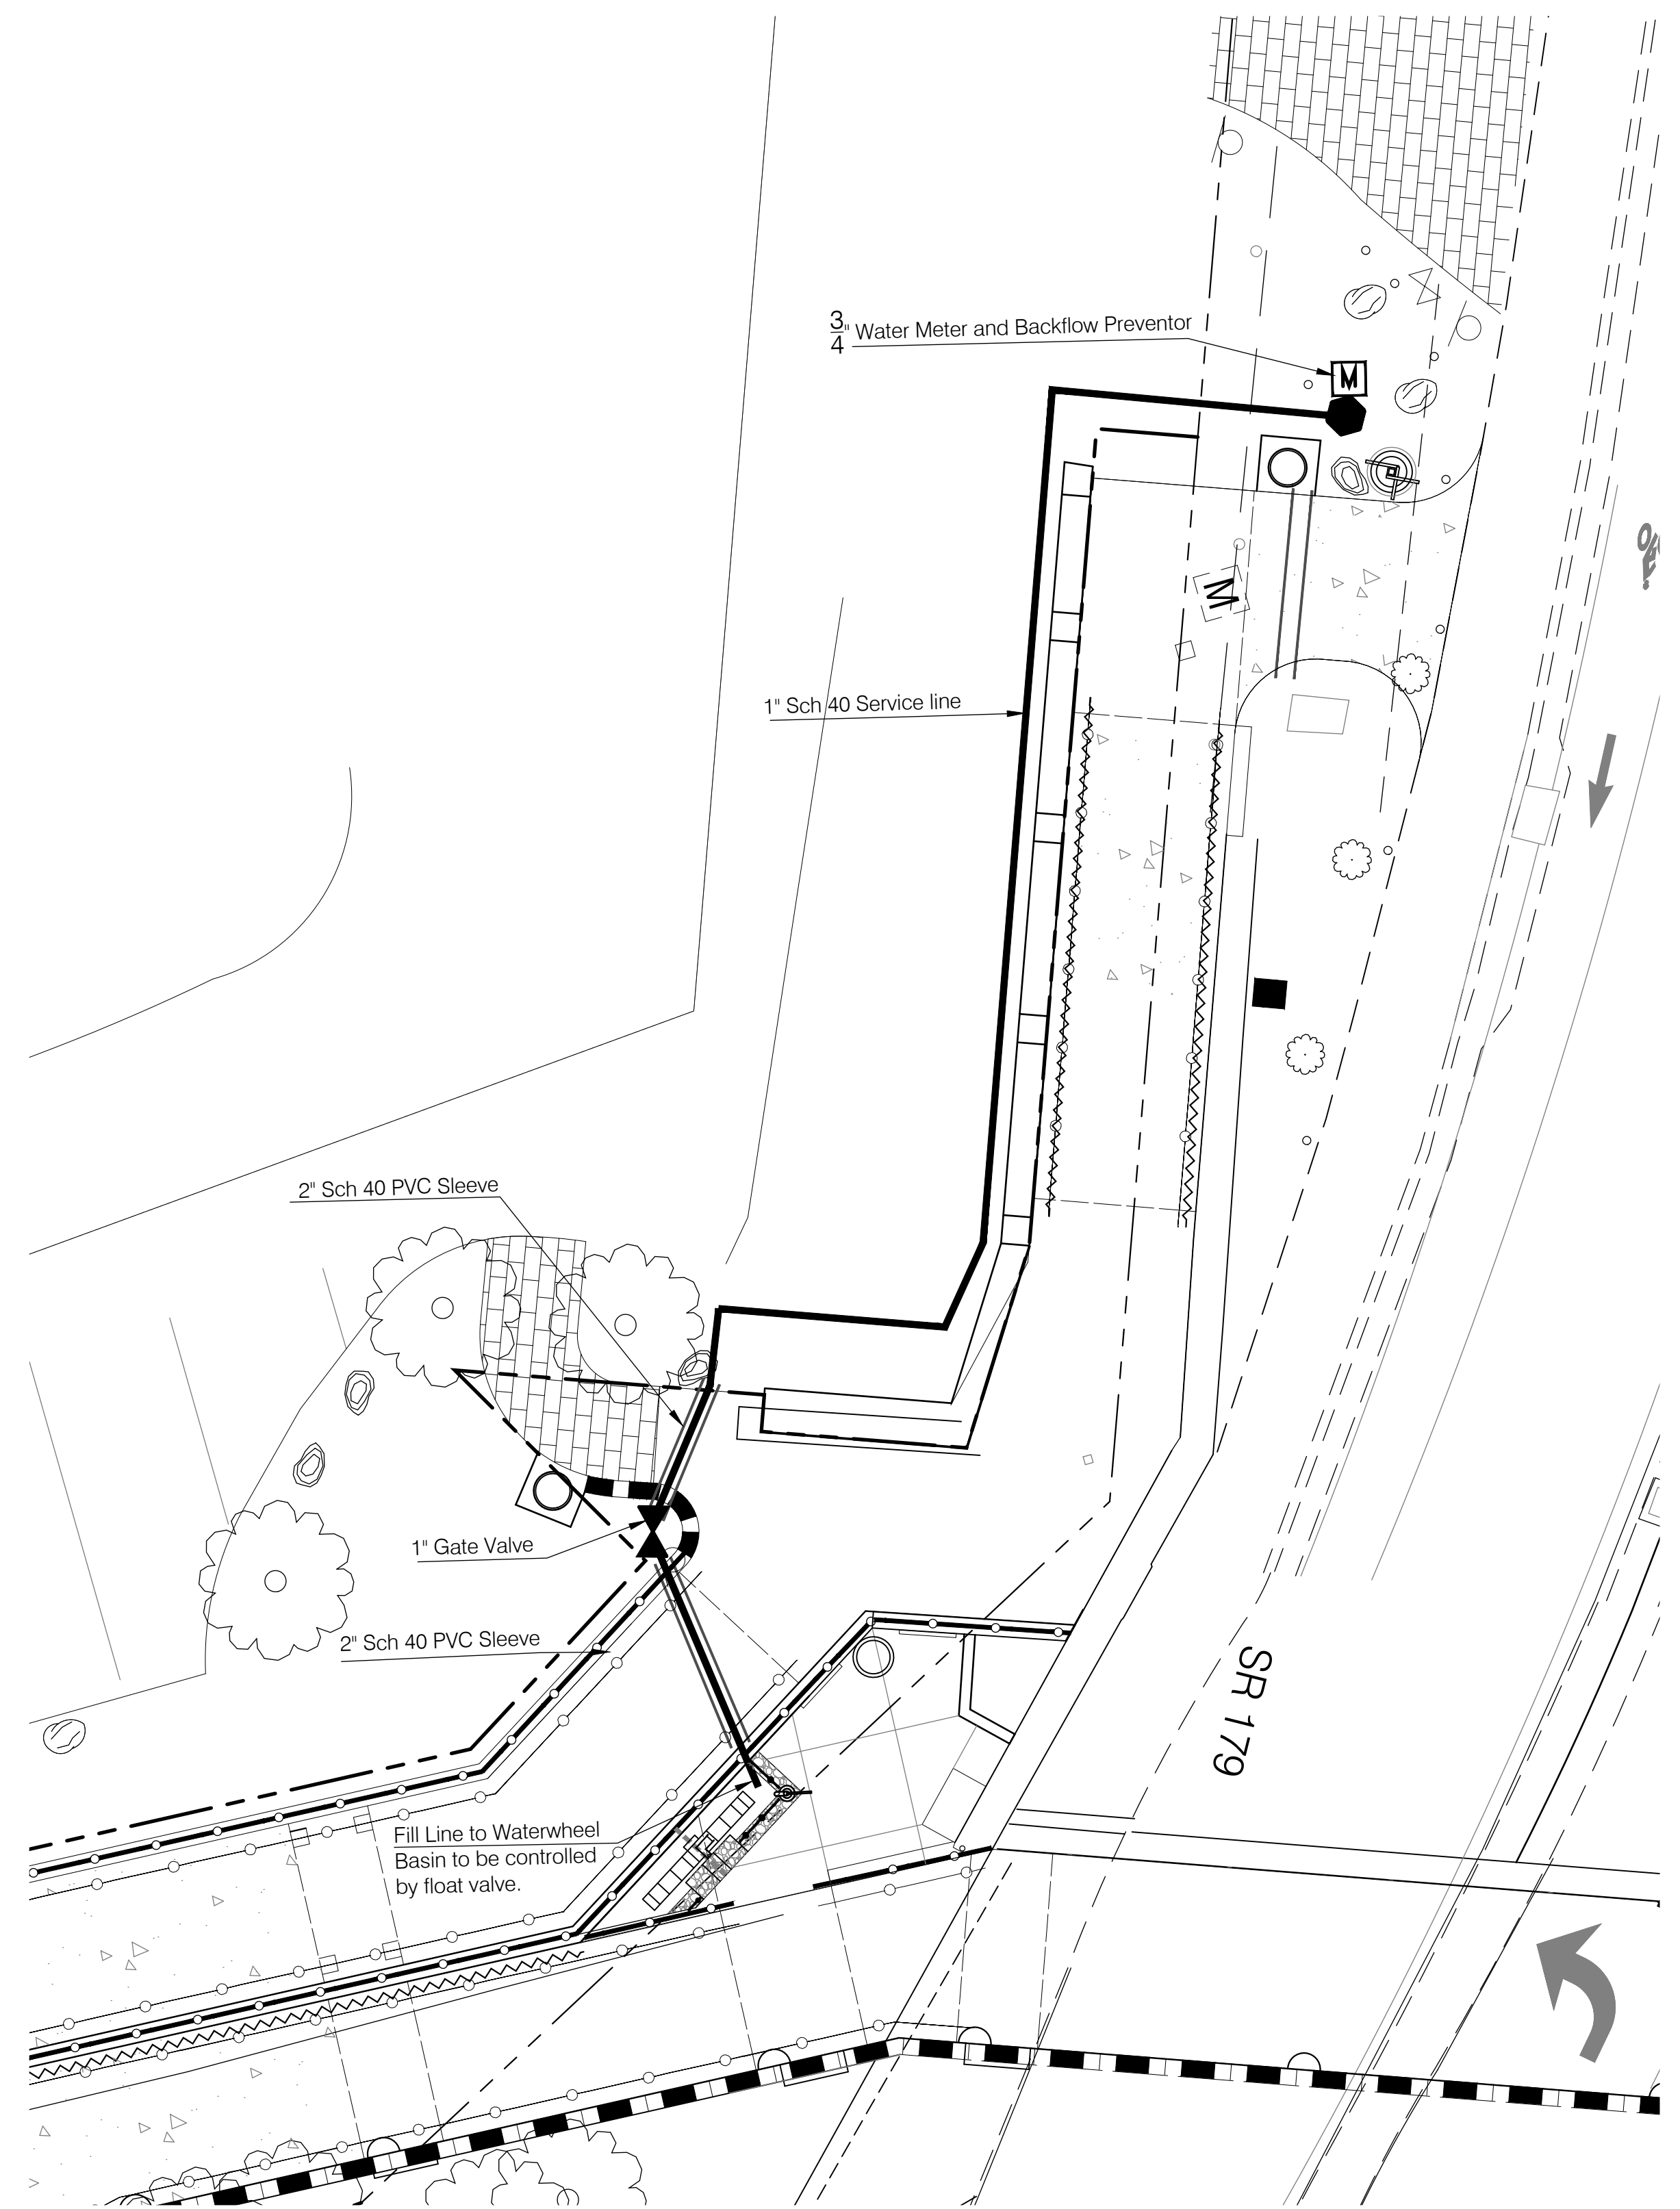 3/4" Water Meter and Backflow Preventor
M
M
1" Sch 40 Service line
2" Sch 40 PVC Sleeve
1" Gate Valve
2" Sch 40 PVC Sleeve
SR 179
Fill Line to Waterwheel
Basin to be controlled
by float valve.